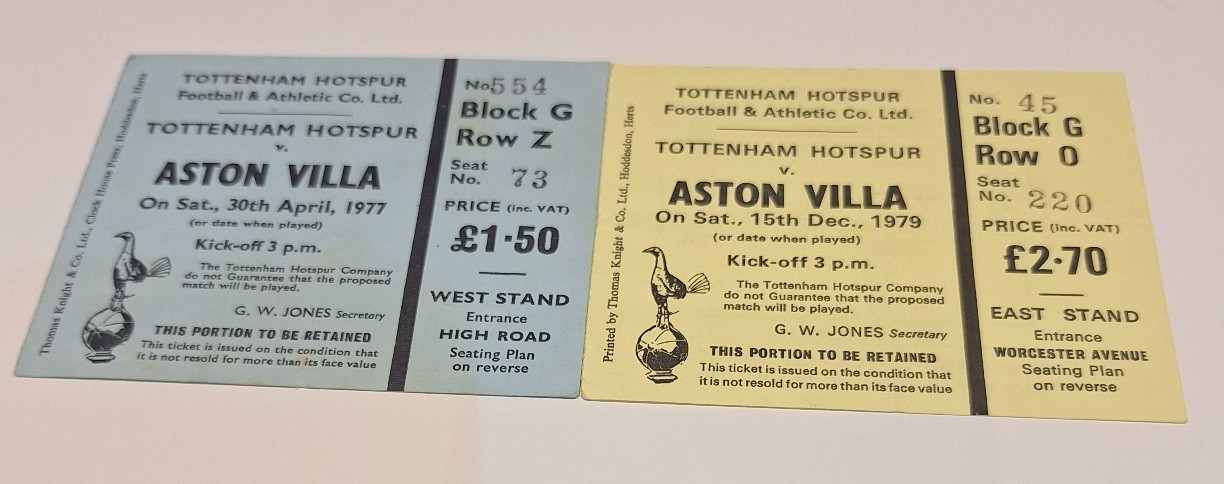 Thomas Knight & Co. Ltd., Clock House Press, Hoddesdon, Herts
TOTTENHAM HOTSPUR
Football & Athletic Co. Ltd.
TOTTENHAM HOTSPUR
v.
ASTON VILLA
On Sat., 30th April, 1977
(or date when played)
Kick-off 3 p.m.
The Tottenham Hotspur Company
do not Guarantee that the proposed
match will be played.
G. W. JONES Secretary
THIS PORTION TO BE RETAINED
This ticket is issued on the condition that
it is not resold for more than its face value
No 554
Block G
Row Z
Seat
No. 73
PRICE (inc. VAT)
£1·50
WEST STAND
Entrance
HIGH ROAD
Seating Plan
on reverse
Printed by Thomas Knight & Co. Ltd., Hoddesdon, Herts
TOTTENHAM HOTSPUR
Football & Athletic Co. Ltd.
TOTTENHAM HOTSPUR
v.
ASTON VILLA
On Sat., 15th Dec., 1979
(or date when played)
Kick-off 3 p.m.
The Tottenham Hotspur Company
do not Guarantee that the proposed
match will be played.
G. W. JONES Secretary
THIS PORTION TO BE RETAINED
This ticket is issued on the condition that
it is not resold for more than its face value
No. 45
Block G
Row O
Seat
No. 220
PRICE (inc. VAT)
£2·70
EAST STAND
Entrance
WORCESTER AVENUE
Seating Plan
on reverse